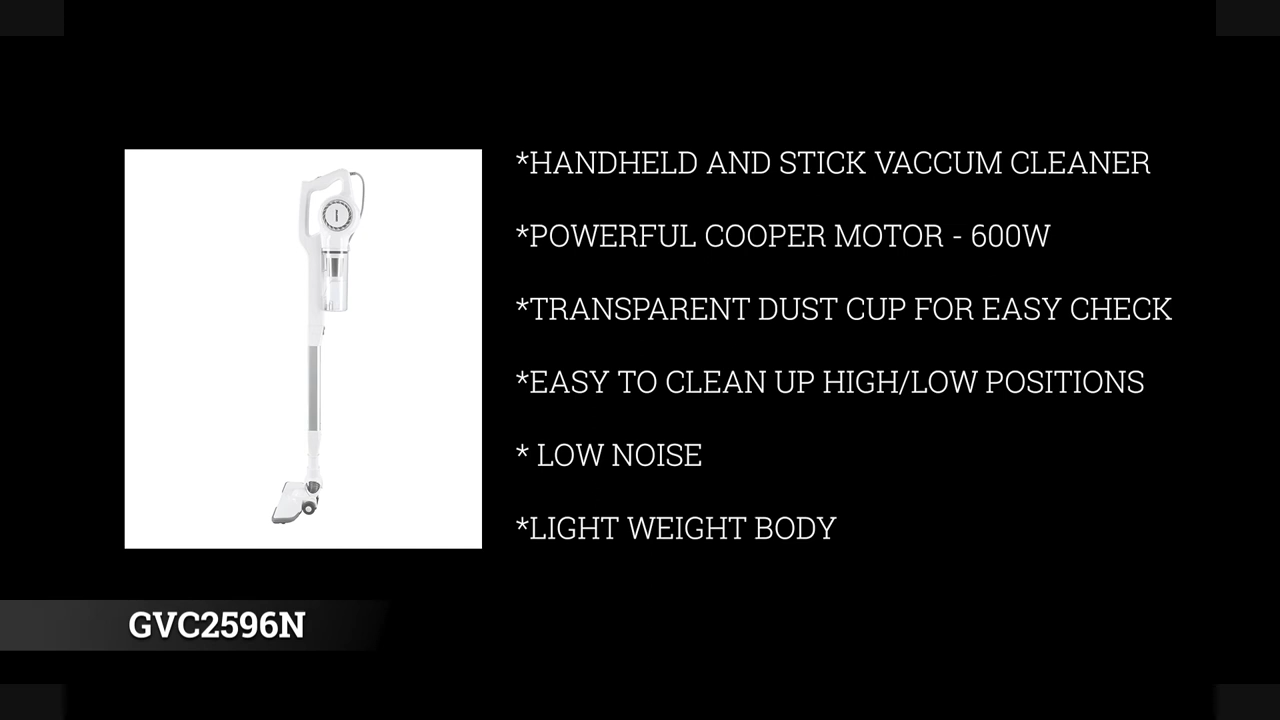 *HANDHELD AND STICK VACCUM CLEANER
*POWERFUL COOPER MOTOR - 600W
*TRANSPARENT DUST CUP FOR EASY CHECK
*EASY TO CLEAN UP HIGH/LOW POSITIONS
* LOW NOISE
*LIGHT WEIGHT BODY
GVC2596N